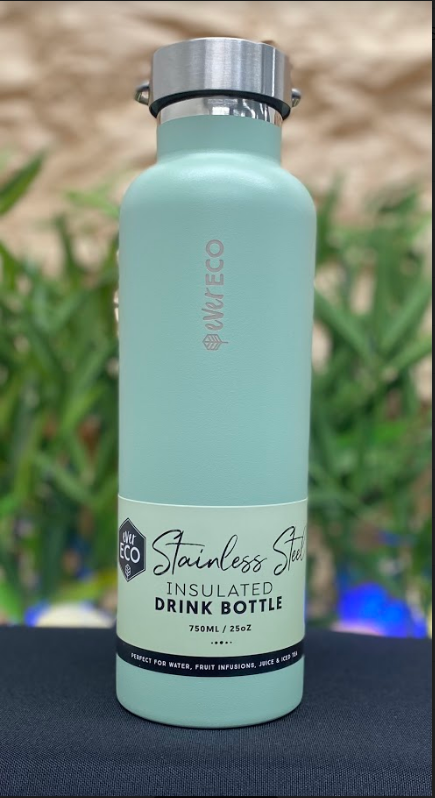 ever ECO
ever
ECO
Stainless Steel
INSULATED
DRINK BOTTLE
750ML / 25oZ
PERFECT FOR WATER, FRUIT INFUSIONS, JUICE & ICED TEA